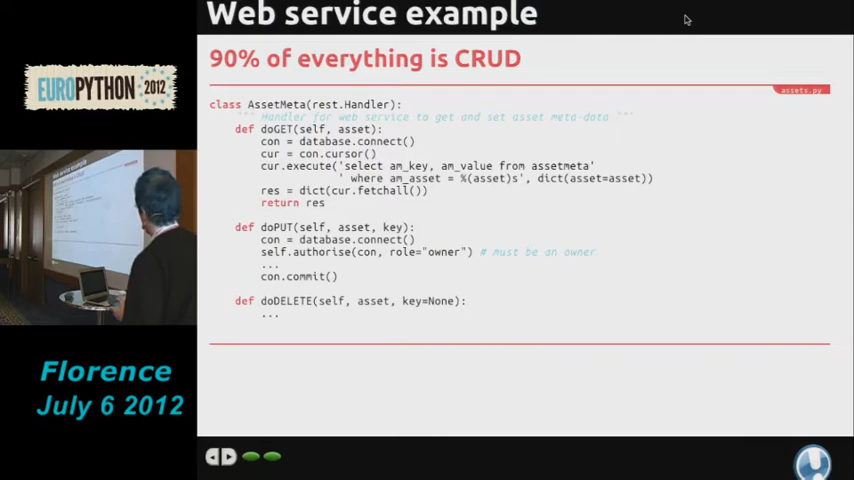 Web service example
90% of everything is CRUD
assets.py
class AssetMeta(rest.Handler):
""" Handler for web service to get and set asset meta-data """
def doGET(self, asset):
con = database.connect()
cur = con.cursor()
cur.execute('select am_key, am_value from assetmeta'
' where am_asset = %(asset)s', dict(asset=asset))
res = dict(cur.fetchall())
return res
def doPUT(self, asset, key):
con = database.connect()
self.authorise(con, role="owner") # must be an owner
...
con.commit()
def doDELETE(self, asset, key=None):
...
EUROPYTHON 2012
Florence
July 6 2012